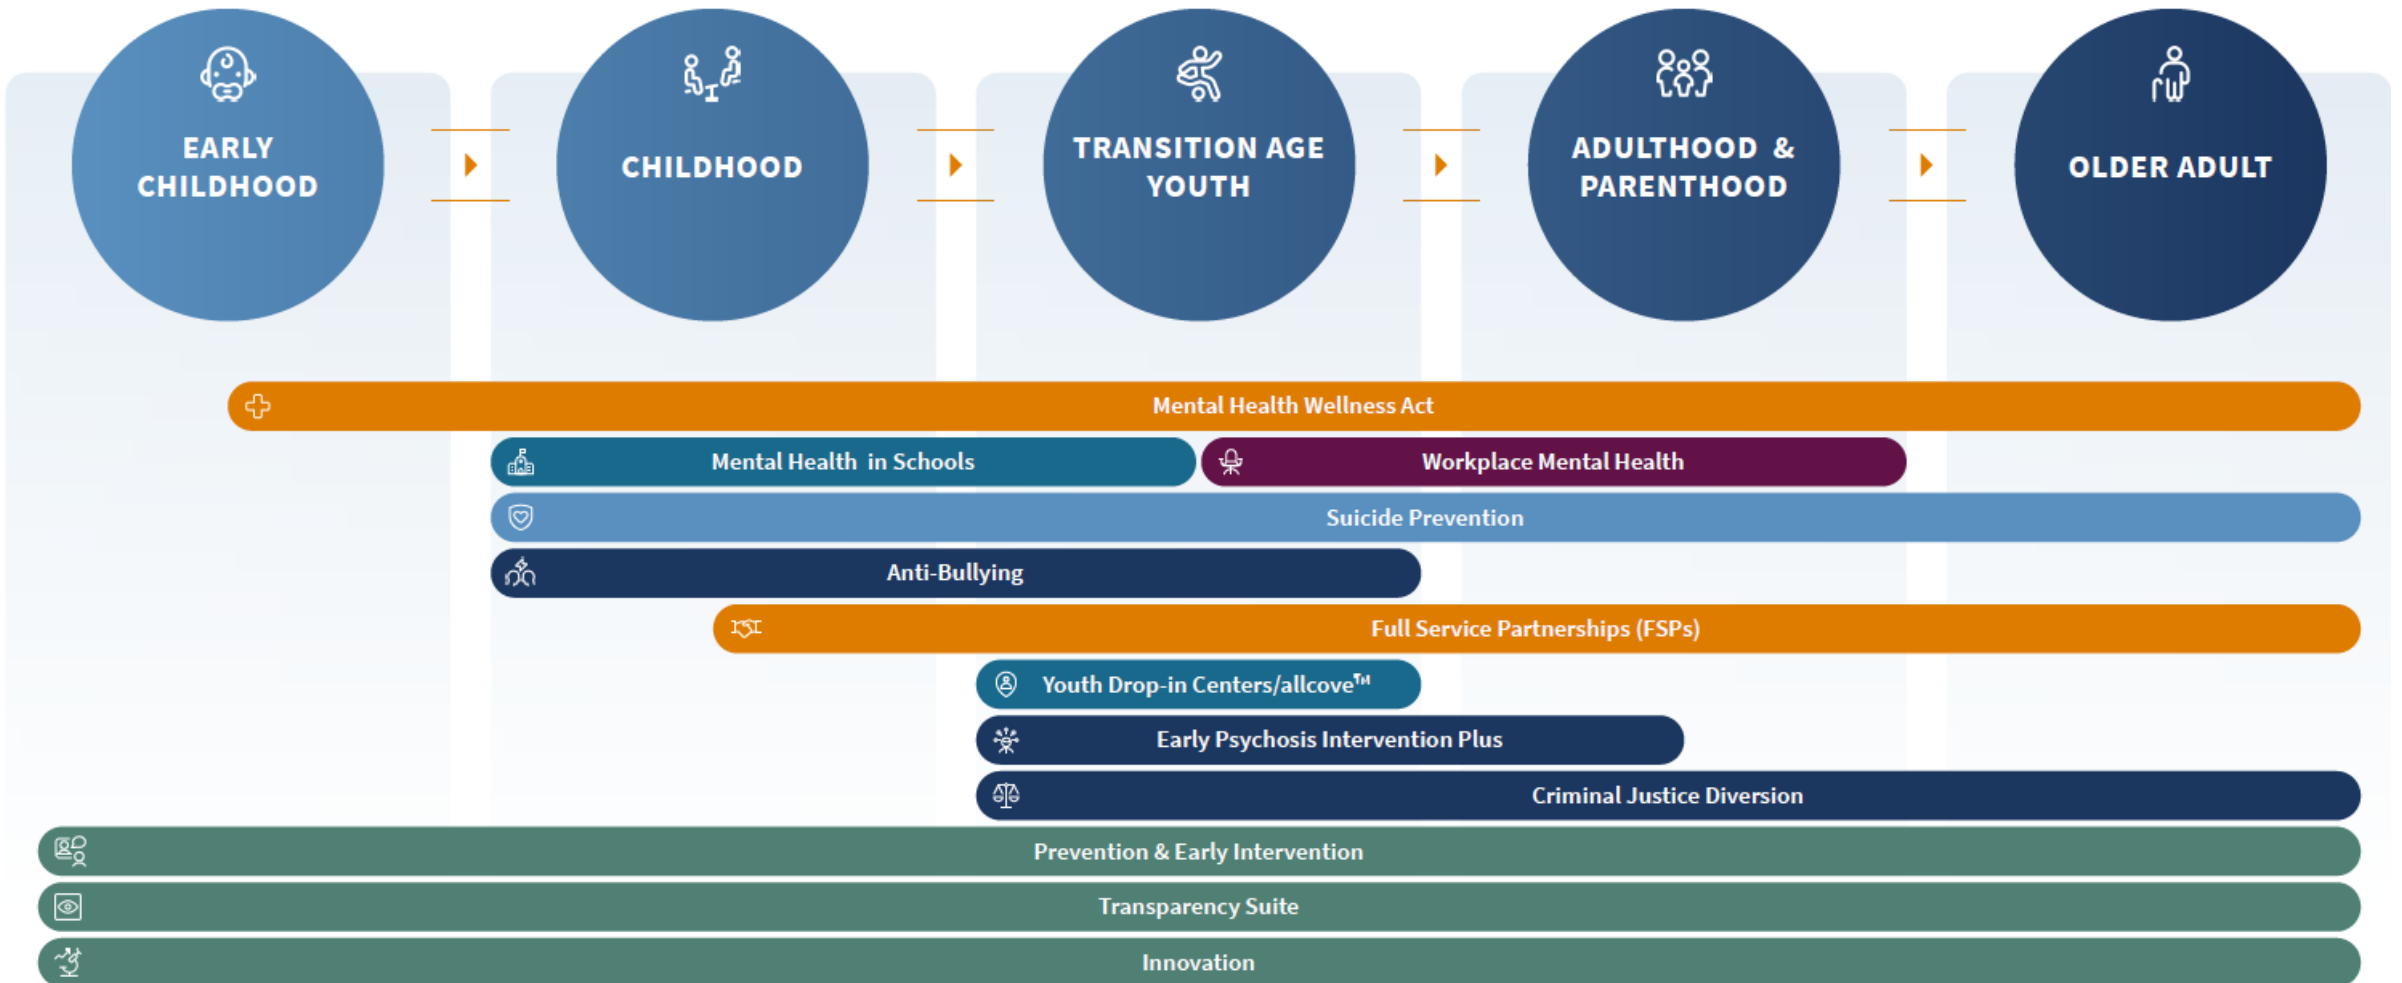 EARLY
CHILDHOOD
CHILDHOOD
TRANSITION AGE
YOUTH
ADULTHOOD & 
PARENTHOOD
OLDER ADULT
Mental Health Wellness Act
Mental Health in Schools
Workplace Mental Health
Suicide Prevention
Anti-Bullying
Full Service Partnerships (FSPs)
Youth Drop-in Centers/allcove™
Early Psychosis Intervention Plus
Criminal Justice Diversion
Prevention & Early Intervention
Transparency Suite
Innovation